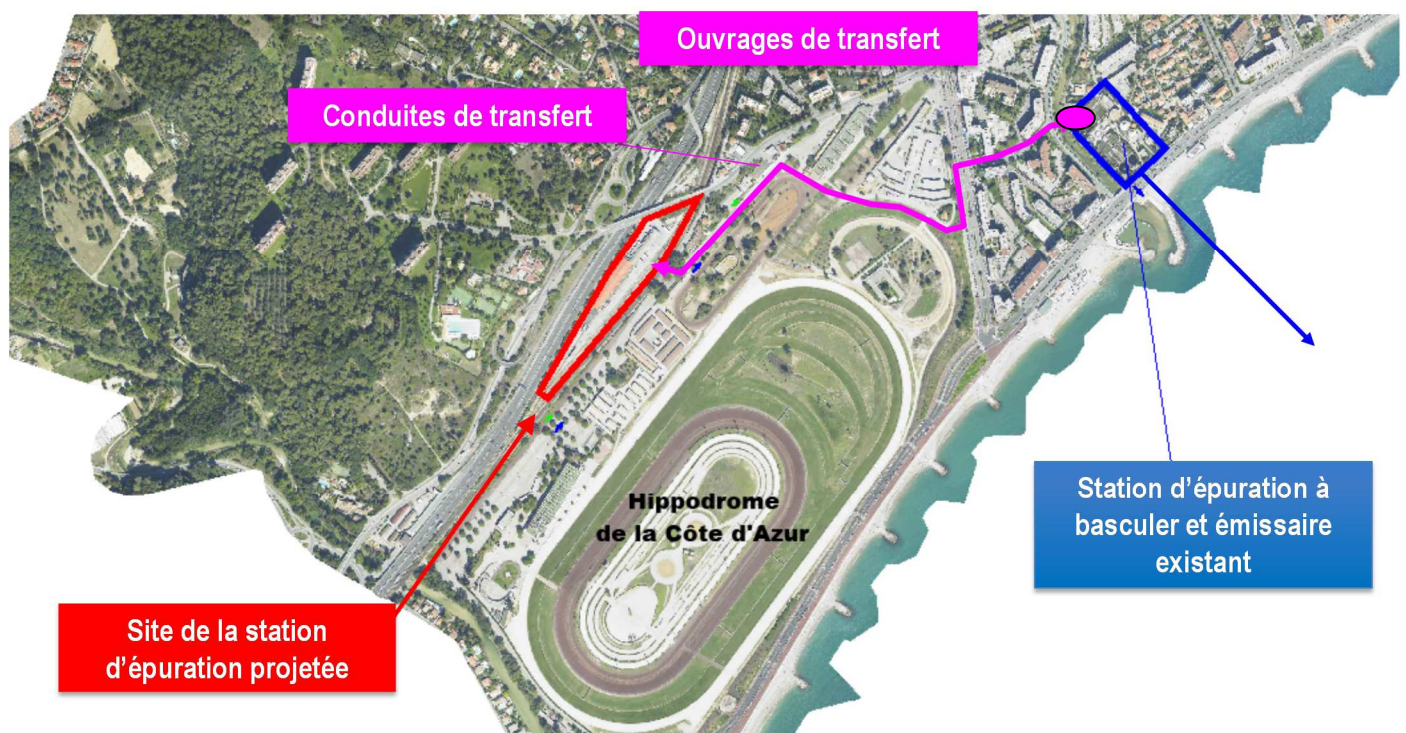 Ouvrages de transfert
Conduites de transfert
Hippodrome
de la Côte d'Azur
Station d’épuration à
basculer et émissaire
existant
Site de la station
d’épuration projetée